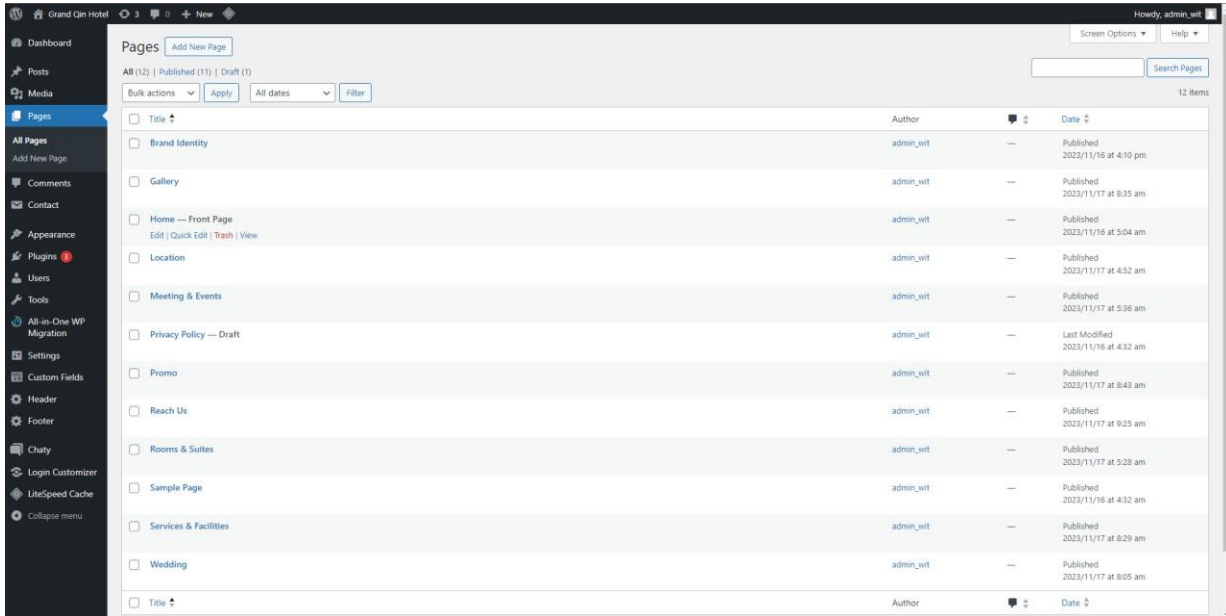 Grand Qin Hotel 3 0 + New Howdy, admin_wit
Screen Options Help
Dashboard
Posts
Media
Pages
All Pages
Add New Page
Comments
Contact
Appearance
Plugins 3
Users
Tools
All-in-One WP
Migration
Settings
Custom Fields
Header
Footer
Chaty
Login Customizer
LiteSpeed Cache
Collapse menu
Pages Add New Page
All (12) | Published (11) | Draft (1)
Search Pages
Bulk actions Apply All dates Filter
12 items
Title Author Date
Brand Identity admin_wit — Published
2023/11/16 at 4:10 pm
Gallery admin_wit — Published
2023/11/17 at 8:35 am
Home — Front Page admin_wit — Published
Edit | Quick Edit | Trash | View 2023/11/16 at 5:04 am
Location admin_wit — Published
2023/11/17 at 4:52 am
Meeting & Events admin_wit — Published
2023/11/17 at 5:36 am
Privacy Policy — Draft admin_wit — Last Modified
2023/11/16 at 4:32 am
Promo admin_wit — Published
2023/11/17 at 8:43 am
Reach Us admin_wit — Published
2023/11/17 at 9:25 am
Rooms & Suites admin_wit — Published
2023/11/17 at 5:28 am
Sample Page admin_wit — Published
2023/11/16 at 4:32 am
Services & Facilities admin_wit — Published
2023/11/17 at 8:29 am
Wedding admin_wit — Published
2023/11/17 at 8:05 am
Title Author Date